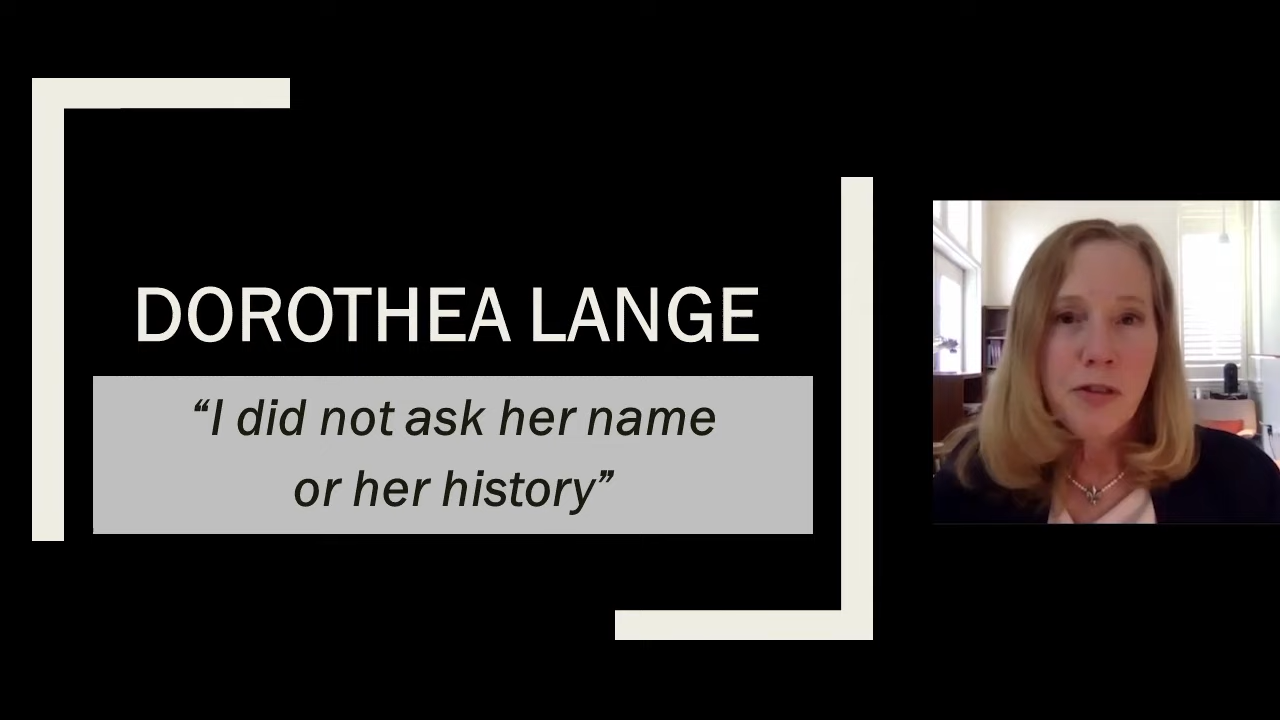 DOROTHEA LANGE
“I did not ask her name
or her history”